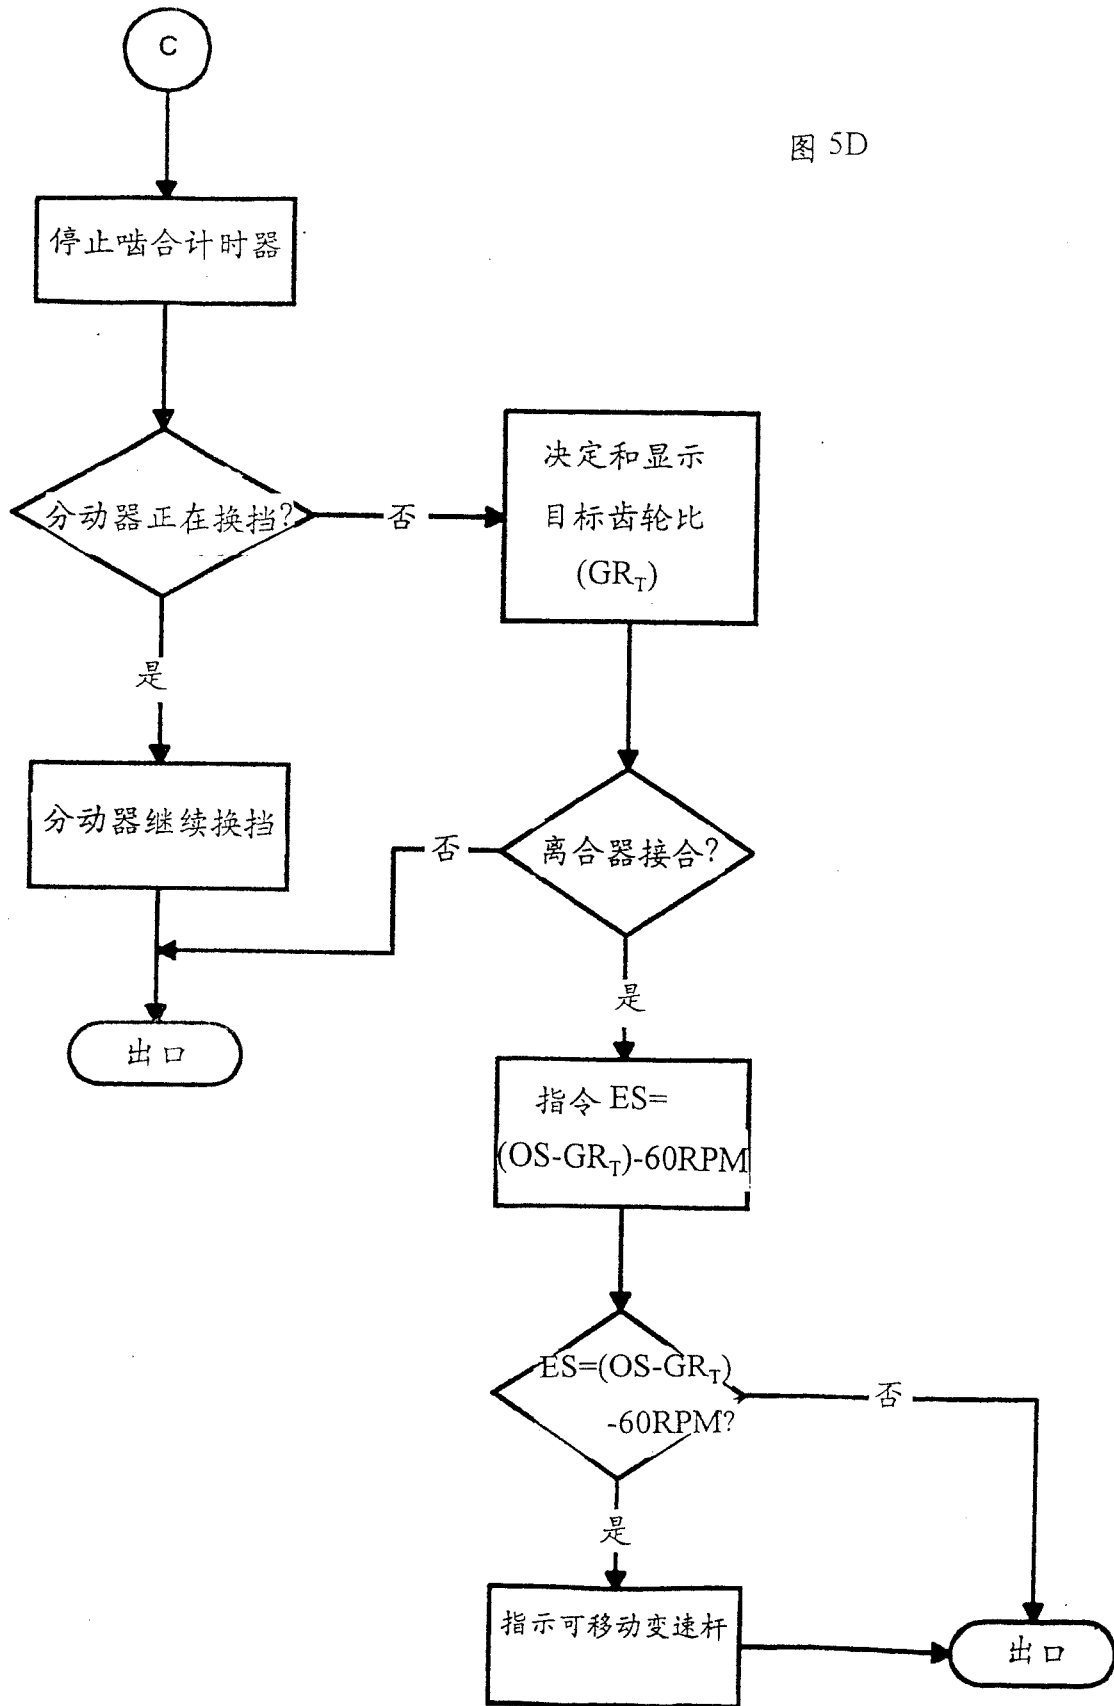 C
图 5D
停止啮合计时器
分动器正在换挡?
否
决定和显示
目标齿轮比
(GR_T)
是
分动器继续换挡
否
离合器接合?
是
出口
指令 ES=
(OS-GR_T)-60RPM
ES=(OS-GR_T)
-60RPM?
否
是
指示可移动变速杆
出口